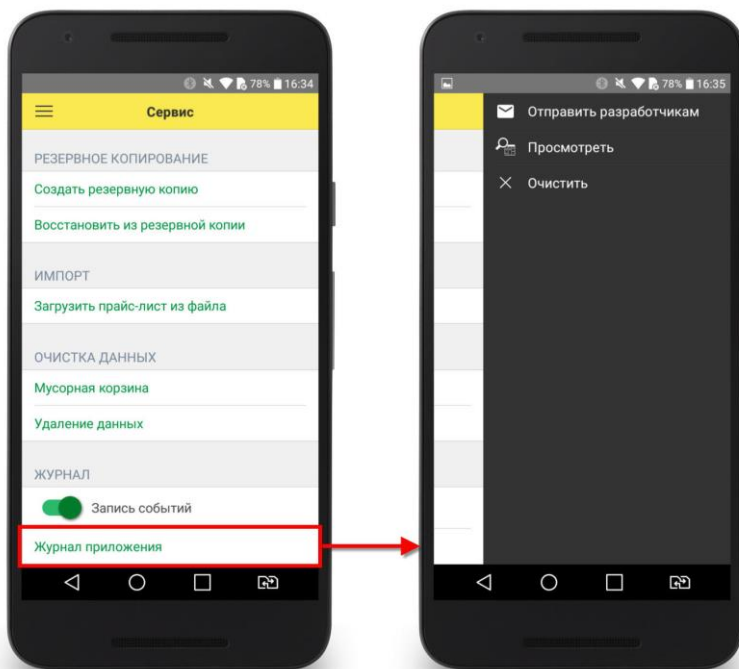 78% 16:34
Сервис
РЕЗЕРВНОЕ КОПИРОВАНИЕ
Создать резервную копию
Восстановить из резервной копии
ИМПОРТ
Загрузить прайс-лист из файла
ОЧИСТКА ДАННЫХ
Мусорная корзина
Удаление данных
ЖУРНАЛ
Запись событий
Журнал приложения
78% 16:35
Отправить разработчикам
Просмотреть
Очистить